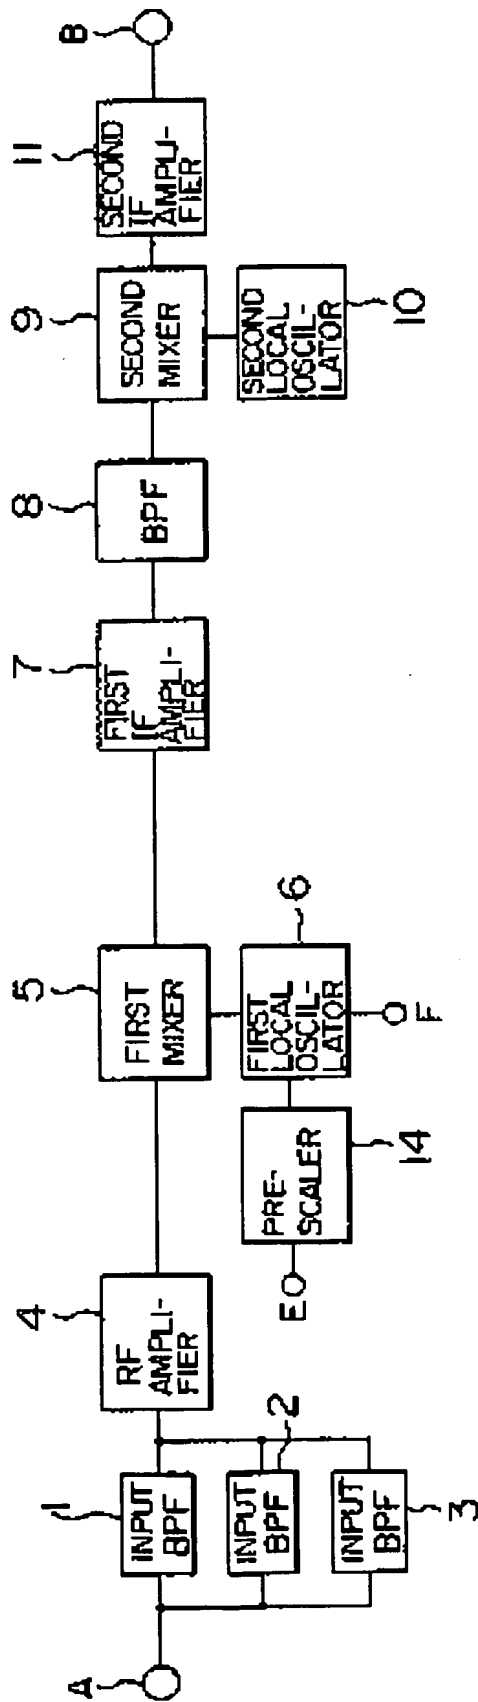 A
1
INPUT
BPF
INPUT
BPF
2
INPUT
BPF
3
4
RF
AMPLI-
FIER
5
FIRST
MIXER
E
PRE-
SCALER
14
FIRST
LOCAL
OSCIL-
LATOR
6
F
7
FIRST
IF
AMPLI-
FIER
8
BPF
9
SECOND
MIXER
SECOND
LOCAL
OSCIL-
LATOR
10
11
SECOND
IF
AMPLI-
FIER
B